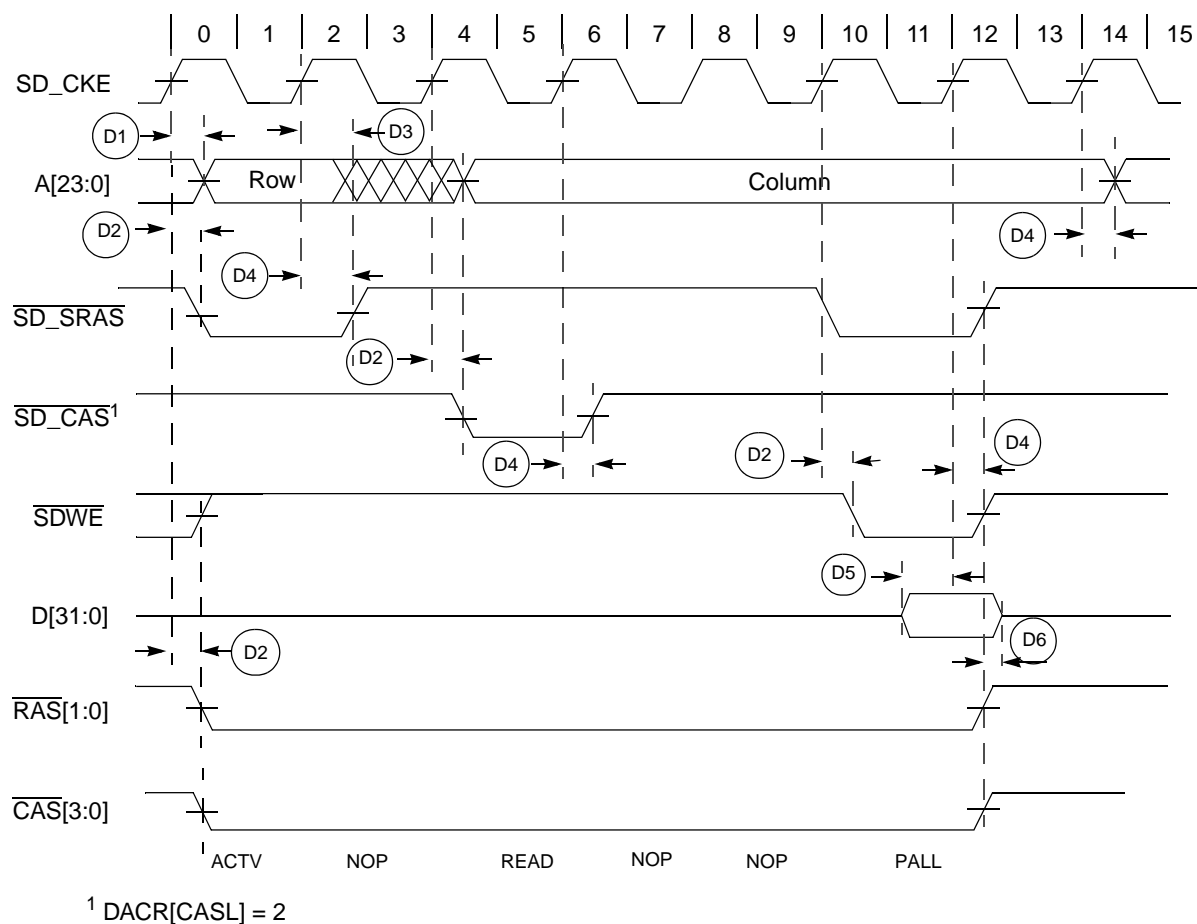 0 1 2 3 4 5 6 7 8 9 10 11 12 13 14 15
SD_CKE
D1
D3
A[23:0]
Row
Column
D2
D4
D4
SD_SRAS
D2
SD_CAS¹
D4
D2
D4
SDWE
D5
D[31:0]
D2
D6
RAS[1:0]
CAS[3:0]
ACTV NOP READ NOP NOP PALL
¹ DACR[CASL] = 2